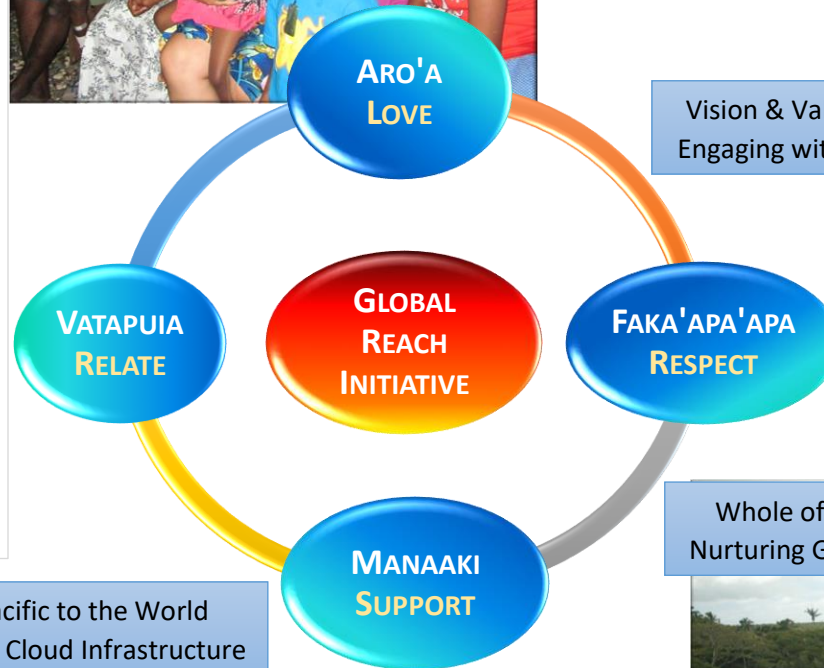 ARO'A
LOVE
Vision & Va
Engaging wit
GLOBAL
REACH
INITIATIVE
VATAPUIA
RELATE
FAKA'APA'APA
RESPECT
Whole of
Nurturing G
MANAAKI
SUPPORT
cific to the World
Cloud Infrastructure